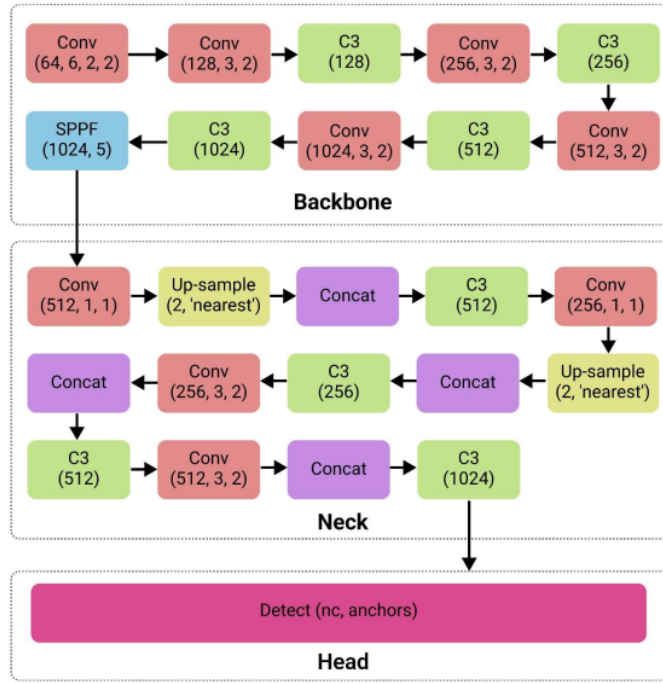 Conv
(64, 6, 2, 2)
Conv
(128, 3, 2)
C3
(128)
Conv
(256, 3, 2)
C3
(256)
SPPF
(1024, 5)
C3
(1024)
Conv
(1024, 3, 2)
C3
(512)
Conv
(512, 3, 2)
Backbone
Conv
(512, 1, 1)
Up-sample
(2, 'nearest')
Concat
C3
(512)
Conv
(256, 1, 1)
Concat
Conv
(256, 3, 2)
C3
(256)
Concat
Up-sample
(2, 'nearest')
C3
(512)
Conv
(512, 3, 2)
Concat
C3
(1024)
Neck
Detect (nc, anchors)
Head